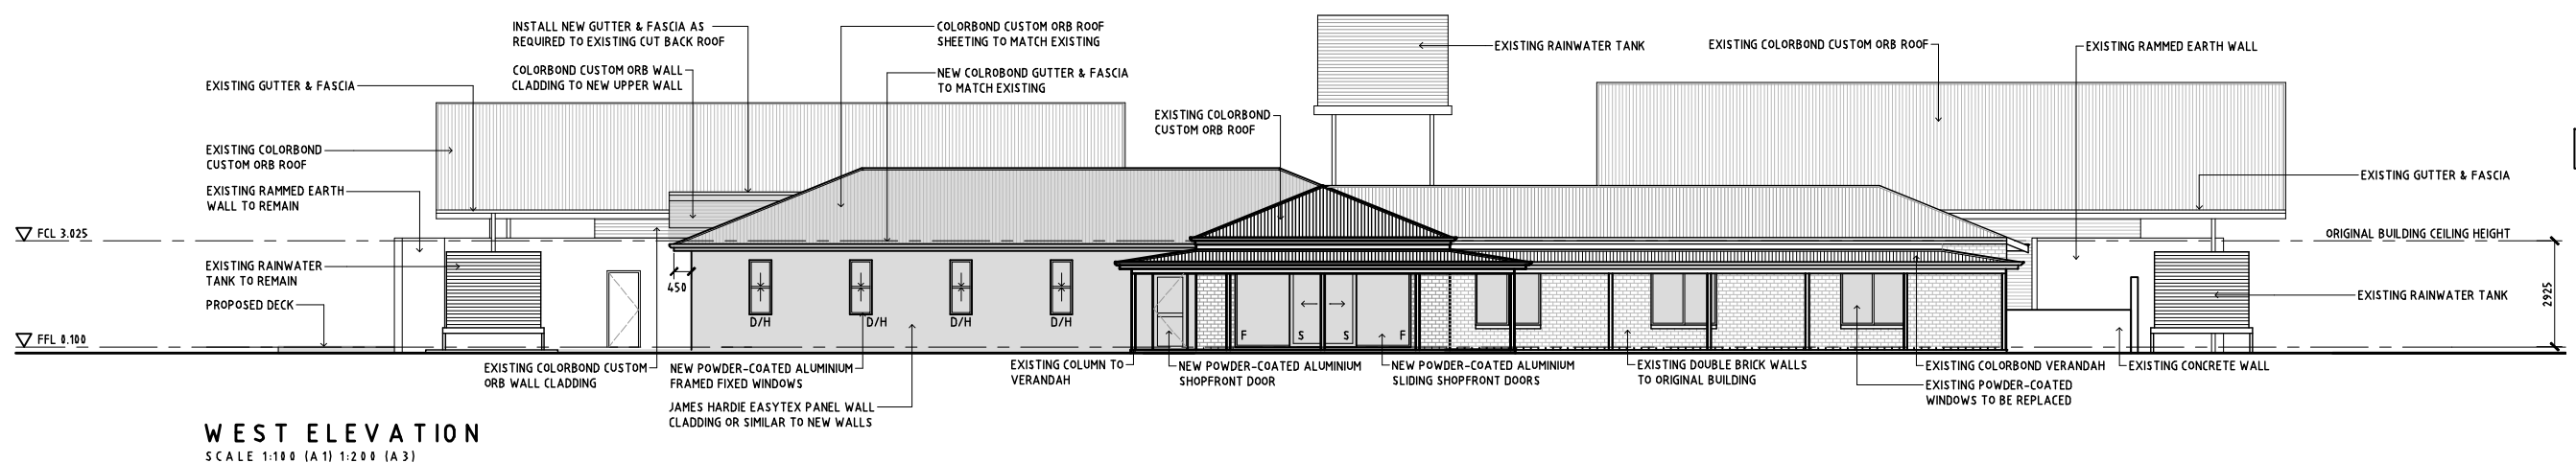 INSTALL NEW GUTTER & FASCIA AS
REQUIRED TO EXISTING CUT BACK ROOF
COLORBOND CUSTOM ORB WALL
CLADDING TO NEW UPPER WALL
EXISTING GUTTER & FASCIA
EXISTING COLORBOND
CUSTOM ORB ROOF
EXISTING RAMMED EARTH
WALL TO REMAIN
FCL 3.025
EXISTING RAINWATER
TANK TO REMAIN
PROPOSED DECK
FFL 0.100
COLORBOND CUSTOM ORB ROOF
SHEETING TO MATCH EXISTING
NEW COLROBOND GUTTER & FASCIA
TO MATCH EXISTING
EXISTING COLORBOND
CUSTOM ORB ROOF
EXISTING RAINWATER TANK
EXISTING COLORBOND CUSTOM ORB ROOF
EXISTING RAMMED EARTH WALL
EXISTING GUTTER & FASCIA
ORIGINAL BUILDING CEILING HEIGHT
2925
EXISTING RAINWATER TANK
450
D/H
D/H
D/H
D/H
F
S
S
F
EXISTING COLORBOND CUSTOM
ORB WALL CLADDING
NEW POWDER-COATED ALUMINIUM
FRAMED FIXED WINDOWS
JAMES HARDIE EASYTEX PANEL WALL
CLADDING OR SIMILAR TO NEW WALLS
EXISTING COLUMN TO
VERANDAH
NEW POWDER-COATED ALUMINIUM
SHOPFRONT DOOR
NEW POWDER-COATED ALUMINIUM
SLIDING SHOPFRONT DOORS
EXISTING DOUBLE BRICK WALLS
TO ORIGINAL BUILDING
EXISTING COLORBOND VERANDAH
EXISTING POWDER-COATED
WINDOWS TO BE REPLACED
EXISTING CONCRETE WALL
WEST ELEVATION
SCALE 1:100 (A1) 1:200 (A3)